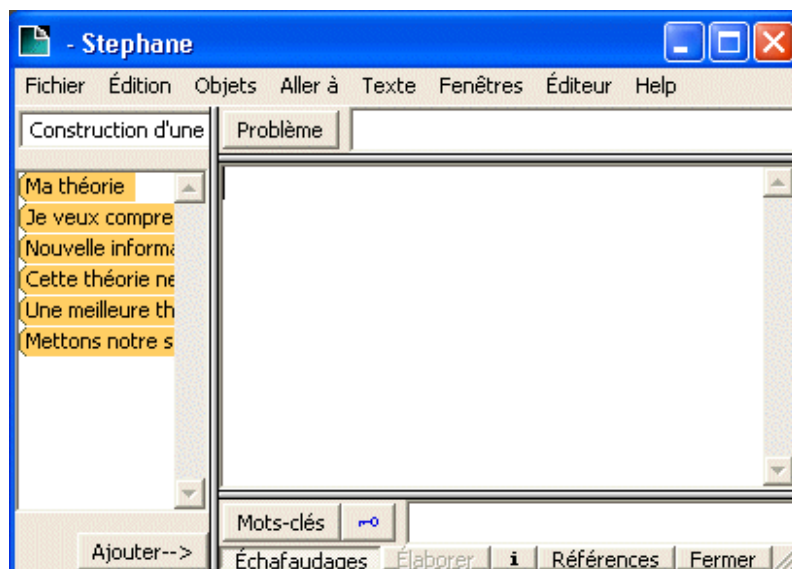 - Stephane
Fichier Édition Objets Aller à Texte Fenêtres Éditeur Help
Construction d'une
Problème
Ma théorie
Je veux compre
Nouvelle informa
Cette théorie ne
Une meilleure th
Mettons notre s
Ajouter-->
Mots-clés
Échafaudages Élaborer i Références Fermer